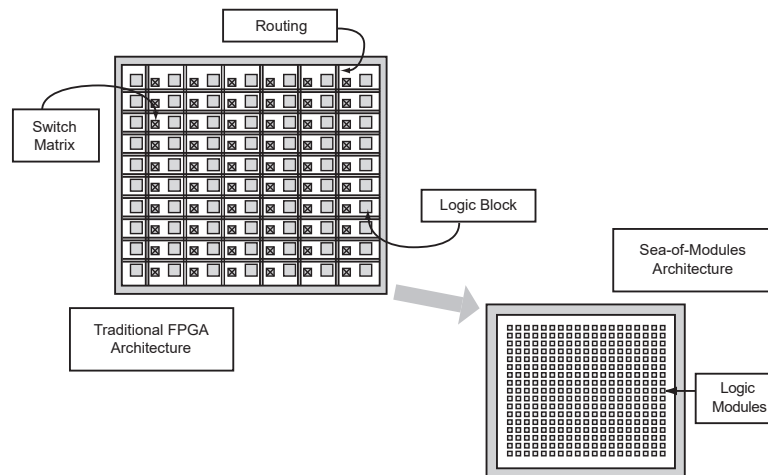 Routing
Switch
Matrix
Logic Block
Sea-of-Modules
Architecture
Traditional FPGA
Architecture
Logic
Modules